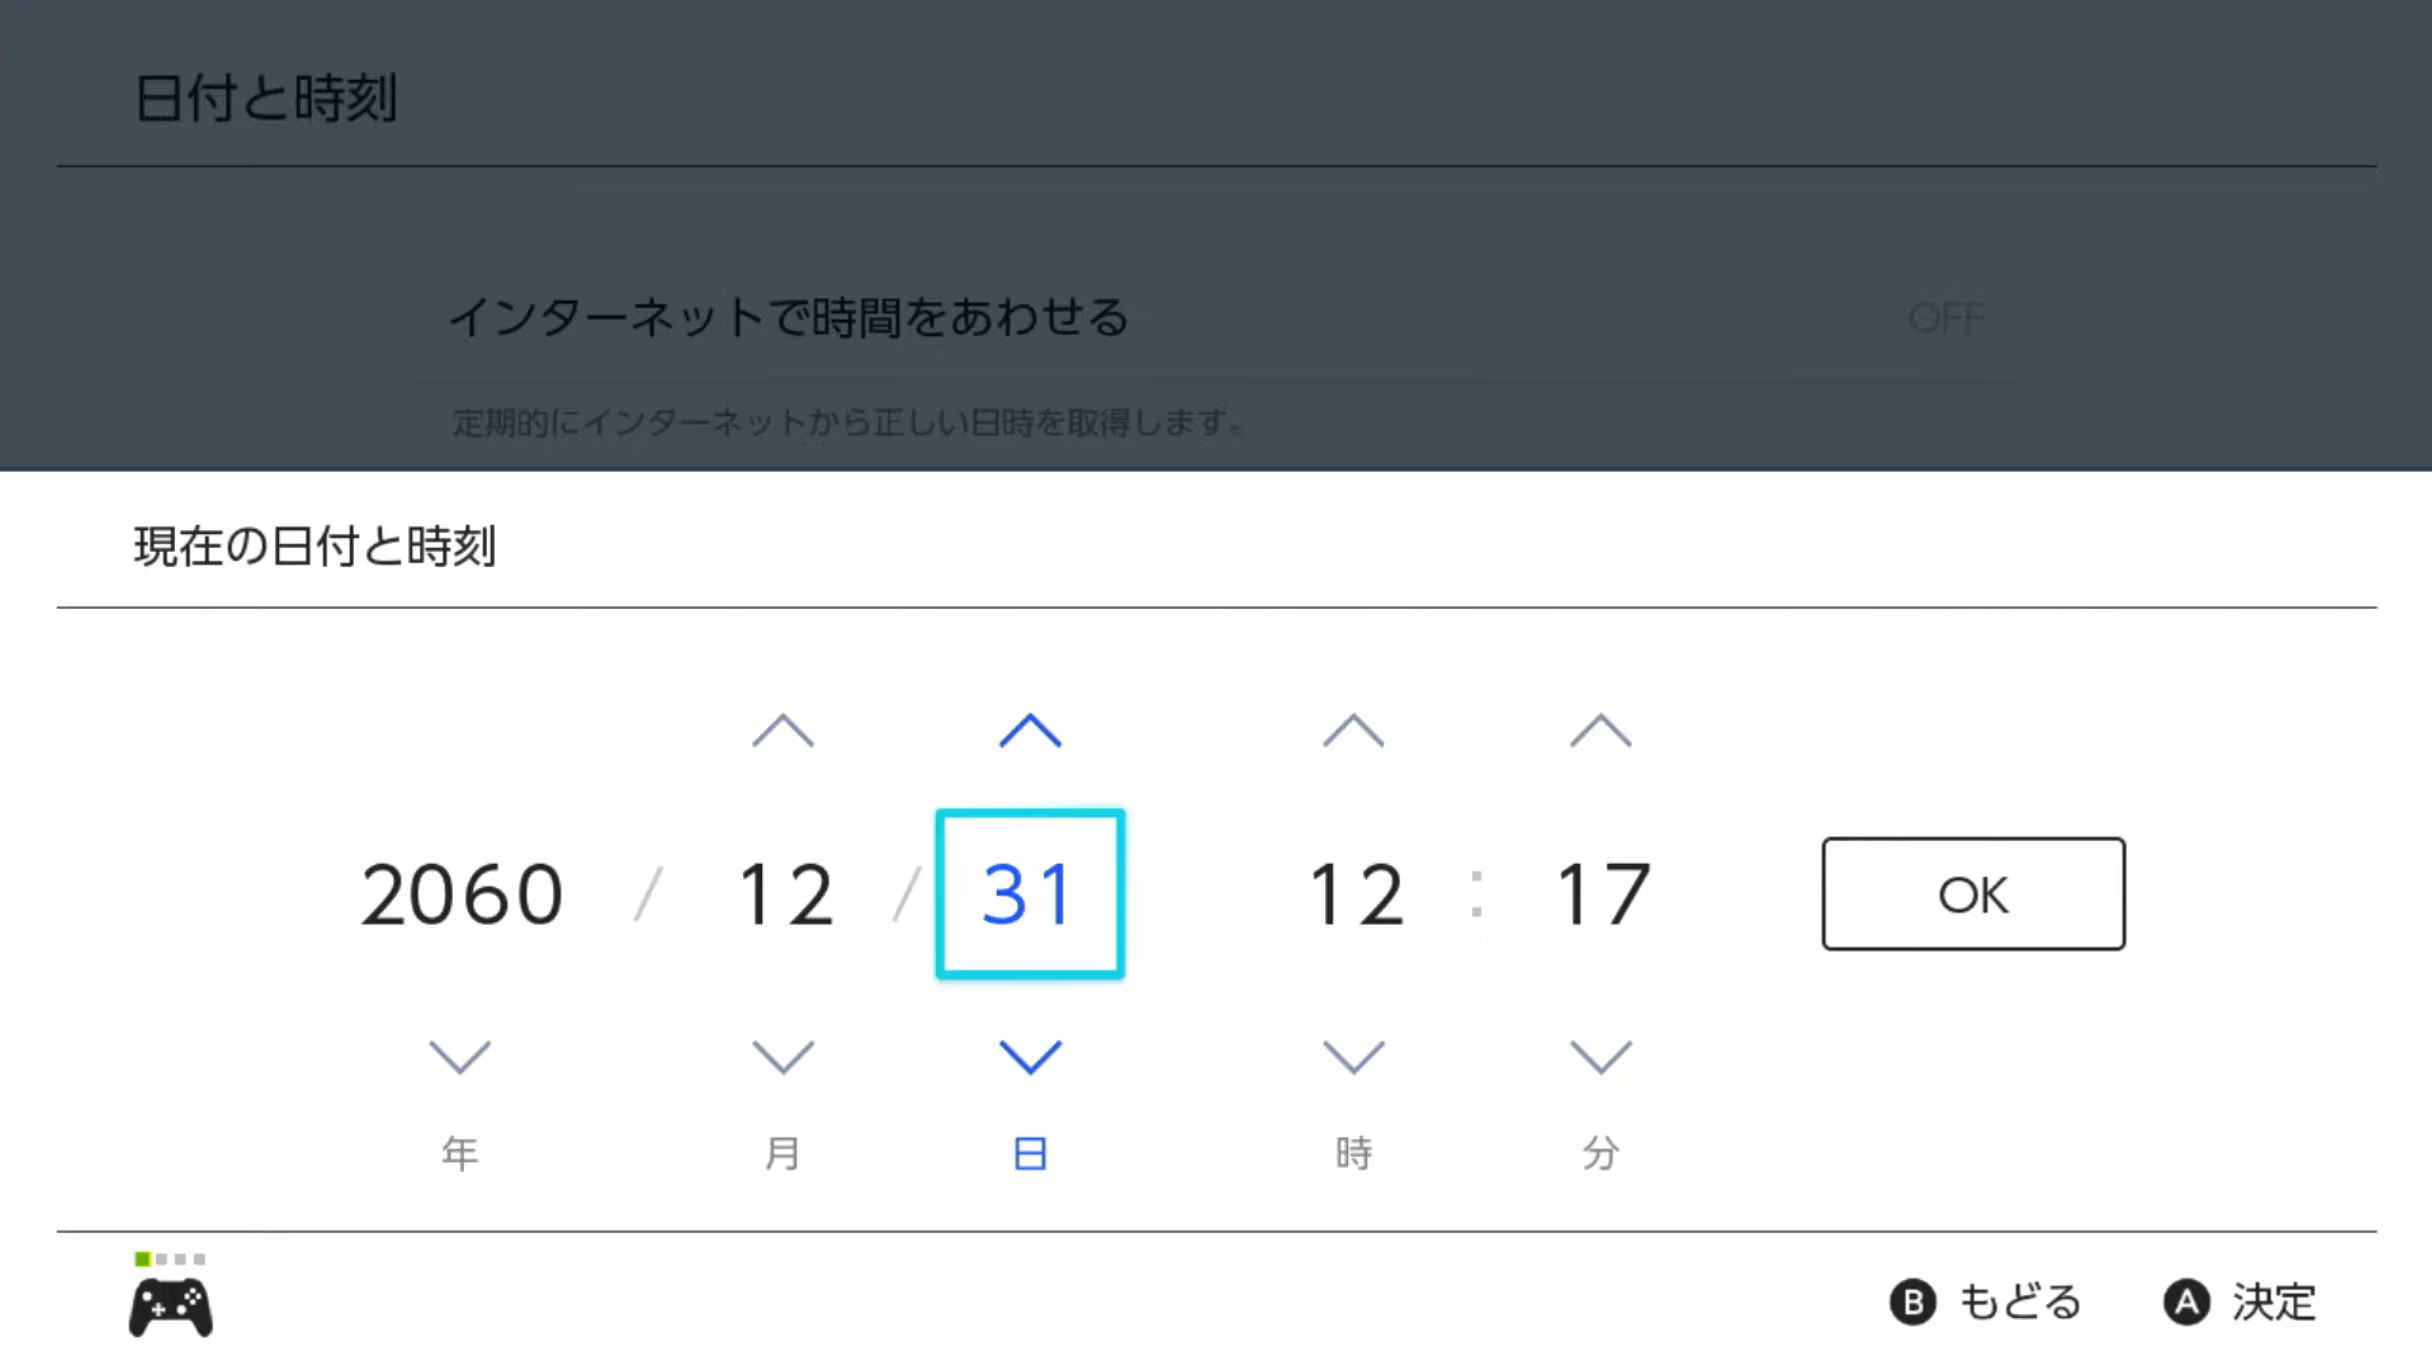 日付と時刻
インターネットで時間をあわせる OFF
定期的にインターネットから正しい日時を取得します。
現在の日付と時刻
2060 / 12 / 31 12 : 17 OK
年 月 日 時 分
B もどる A 決定